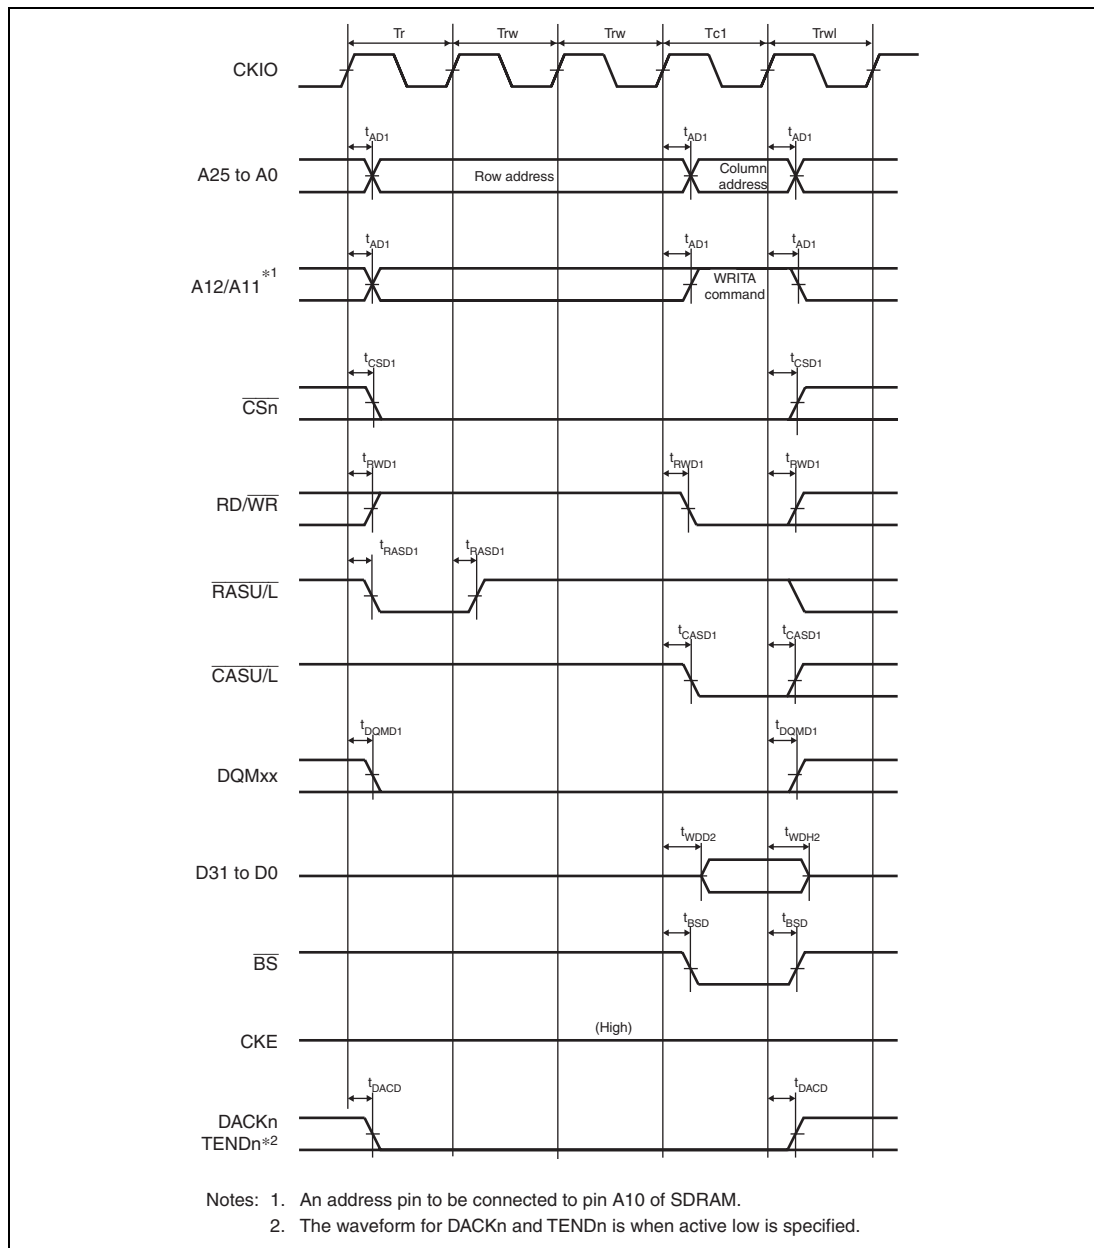 Tr Trw Trw Tc1 Trwl
CKIO
tAD1 tAD1 tAD1
A25 to A0 Row address Column address
tAD1 tAD1 tAD1
A12/A11 *1 WRITA command
tCSD1 tCSD1
CSn
tRWD1 tRWD1 tRWD1
RD/WR
tRASD1 tRASD1
RASU/L
tCASD1 tCASD1
CASU/L
tDQMD1 tDQMD1
DQMxx
tWDD2 tWDH2
D31 to D0
tBSD tBSD
BS
(High)
CKE
tDACD tDACD
DACKn
TENDn*2
Notes: 1. An address pin to be connected to pin A10 of SDRAM.
2. The waveform for DACKn and TENDn is when active low is specified.